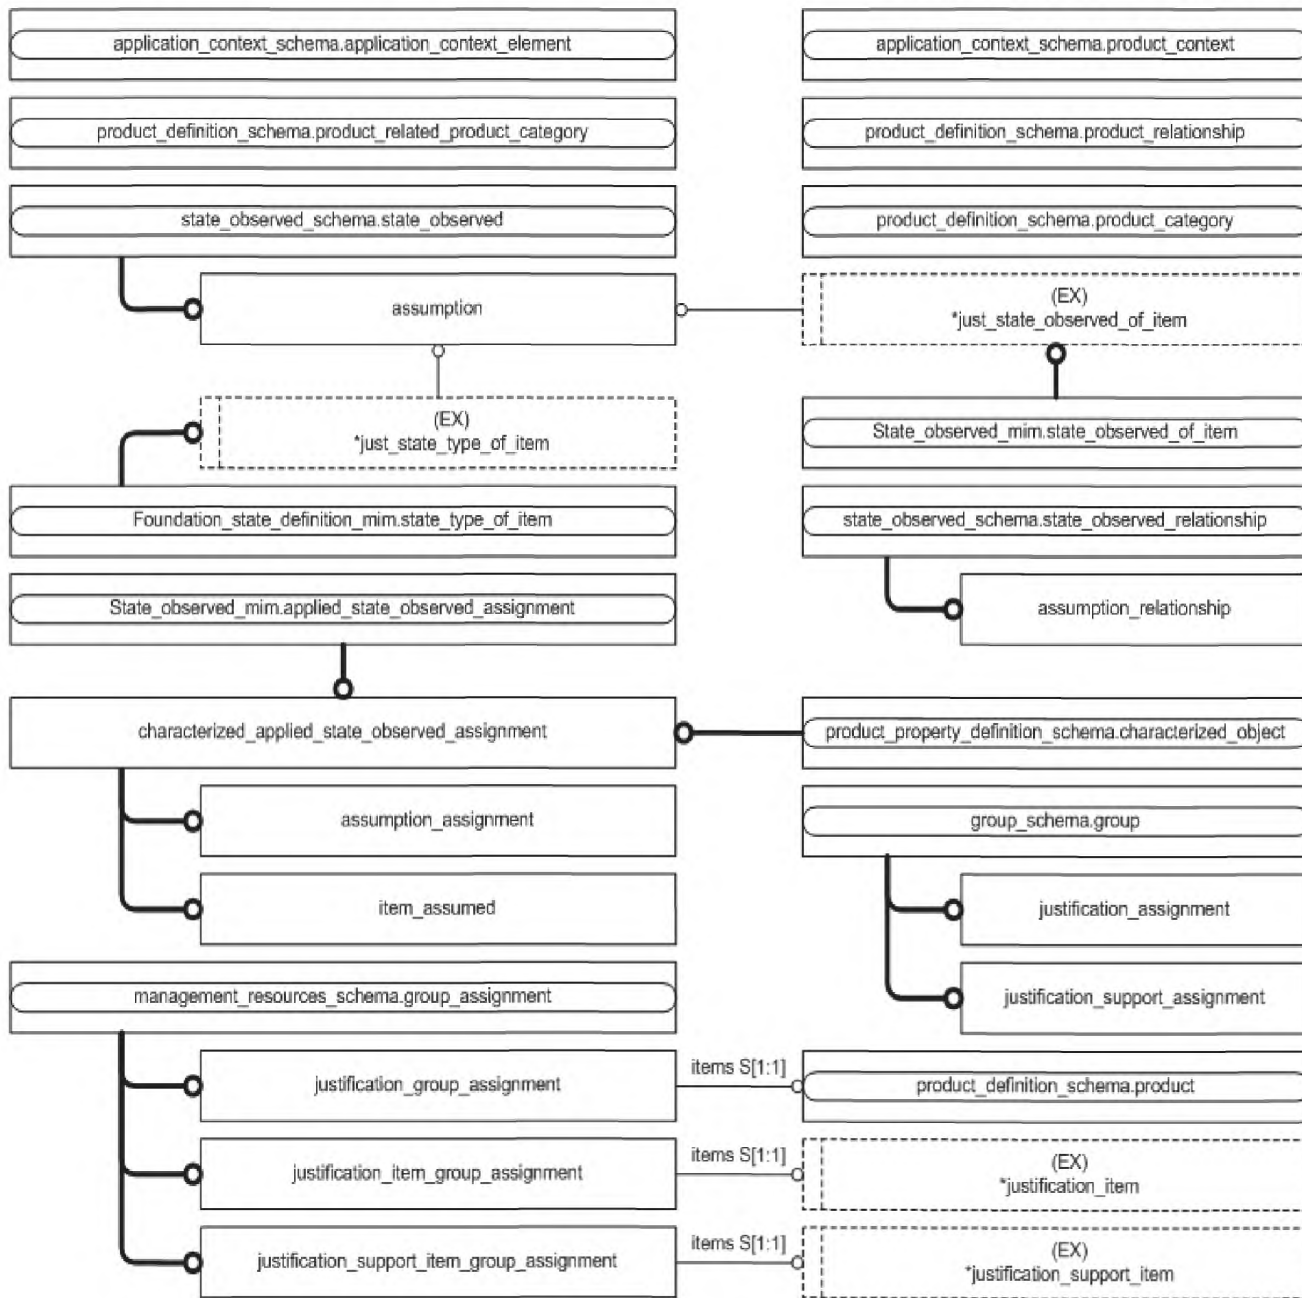 application_context_schema.application_context_element
application_context_schema.product_context
product_definition_schema.product_related_product_category
product_definition_schema.product_relationship
state_observed_schema.state_observed
product_definition_schema.product_category
assumption
(EX)
*just_state_observed_of_item
(EX)
*just_state_type_of_item
State_observed_mim.state_observed_of_item
Foundation_state_definition_mim.state_type_of_item
state_observed_schema.state_observed_relationship
State_observed_mim.applied_state_observed_assignment
assumption_relationship
characterized_applied_state_observed_assignment
product_property_definition_schema.characterized_object
assumption_assignment
group_schema.group
item_assumed
justification_assignment
management_resources_schema.group_assignment
justification_support_assignment
justification_group_assignment
items S[1:1]
product_definition_schema.product
justification_item_group_assignment
items S[1:1]
(EX)
*justification_item
justification_support_item_group_assignment
items S[1:1]
(EX)
*justification_support_item